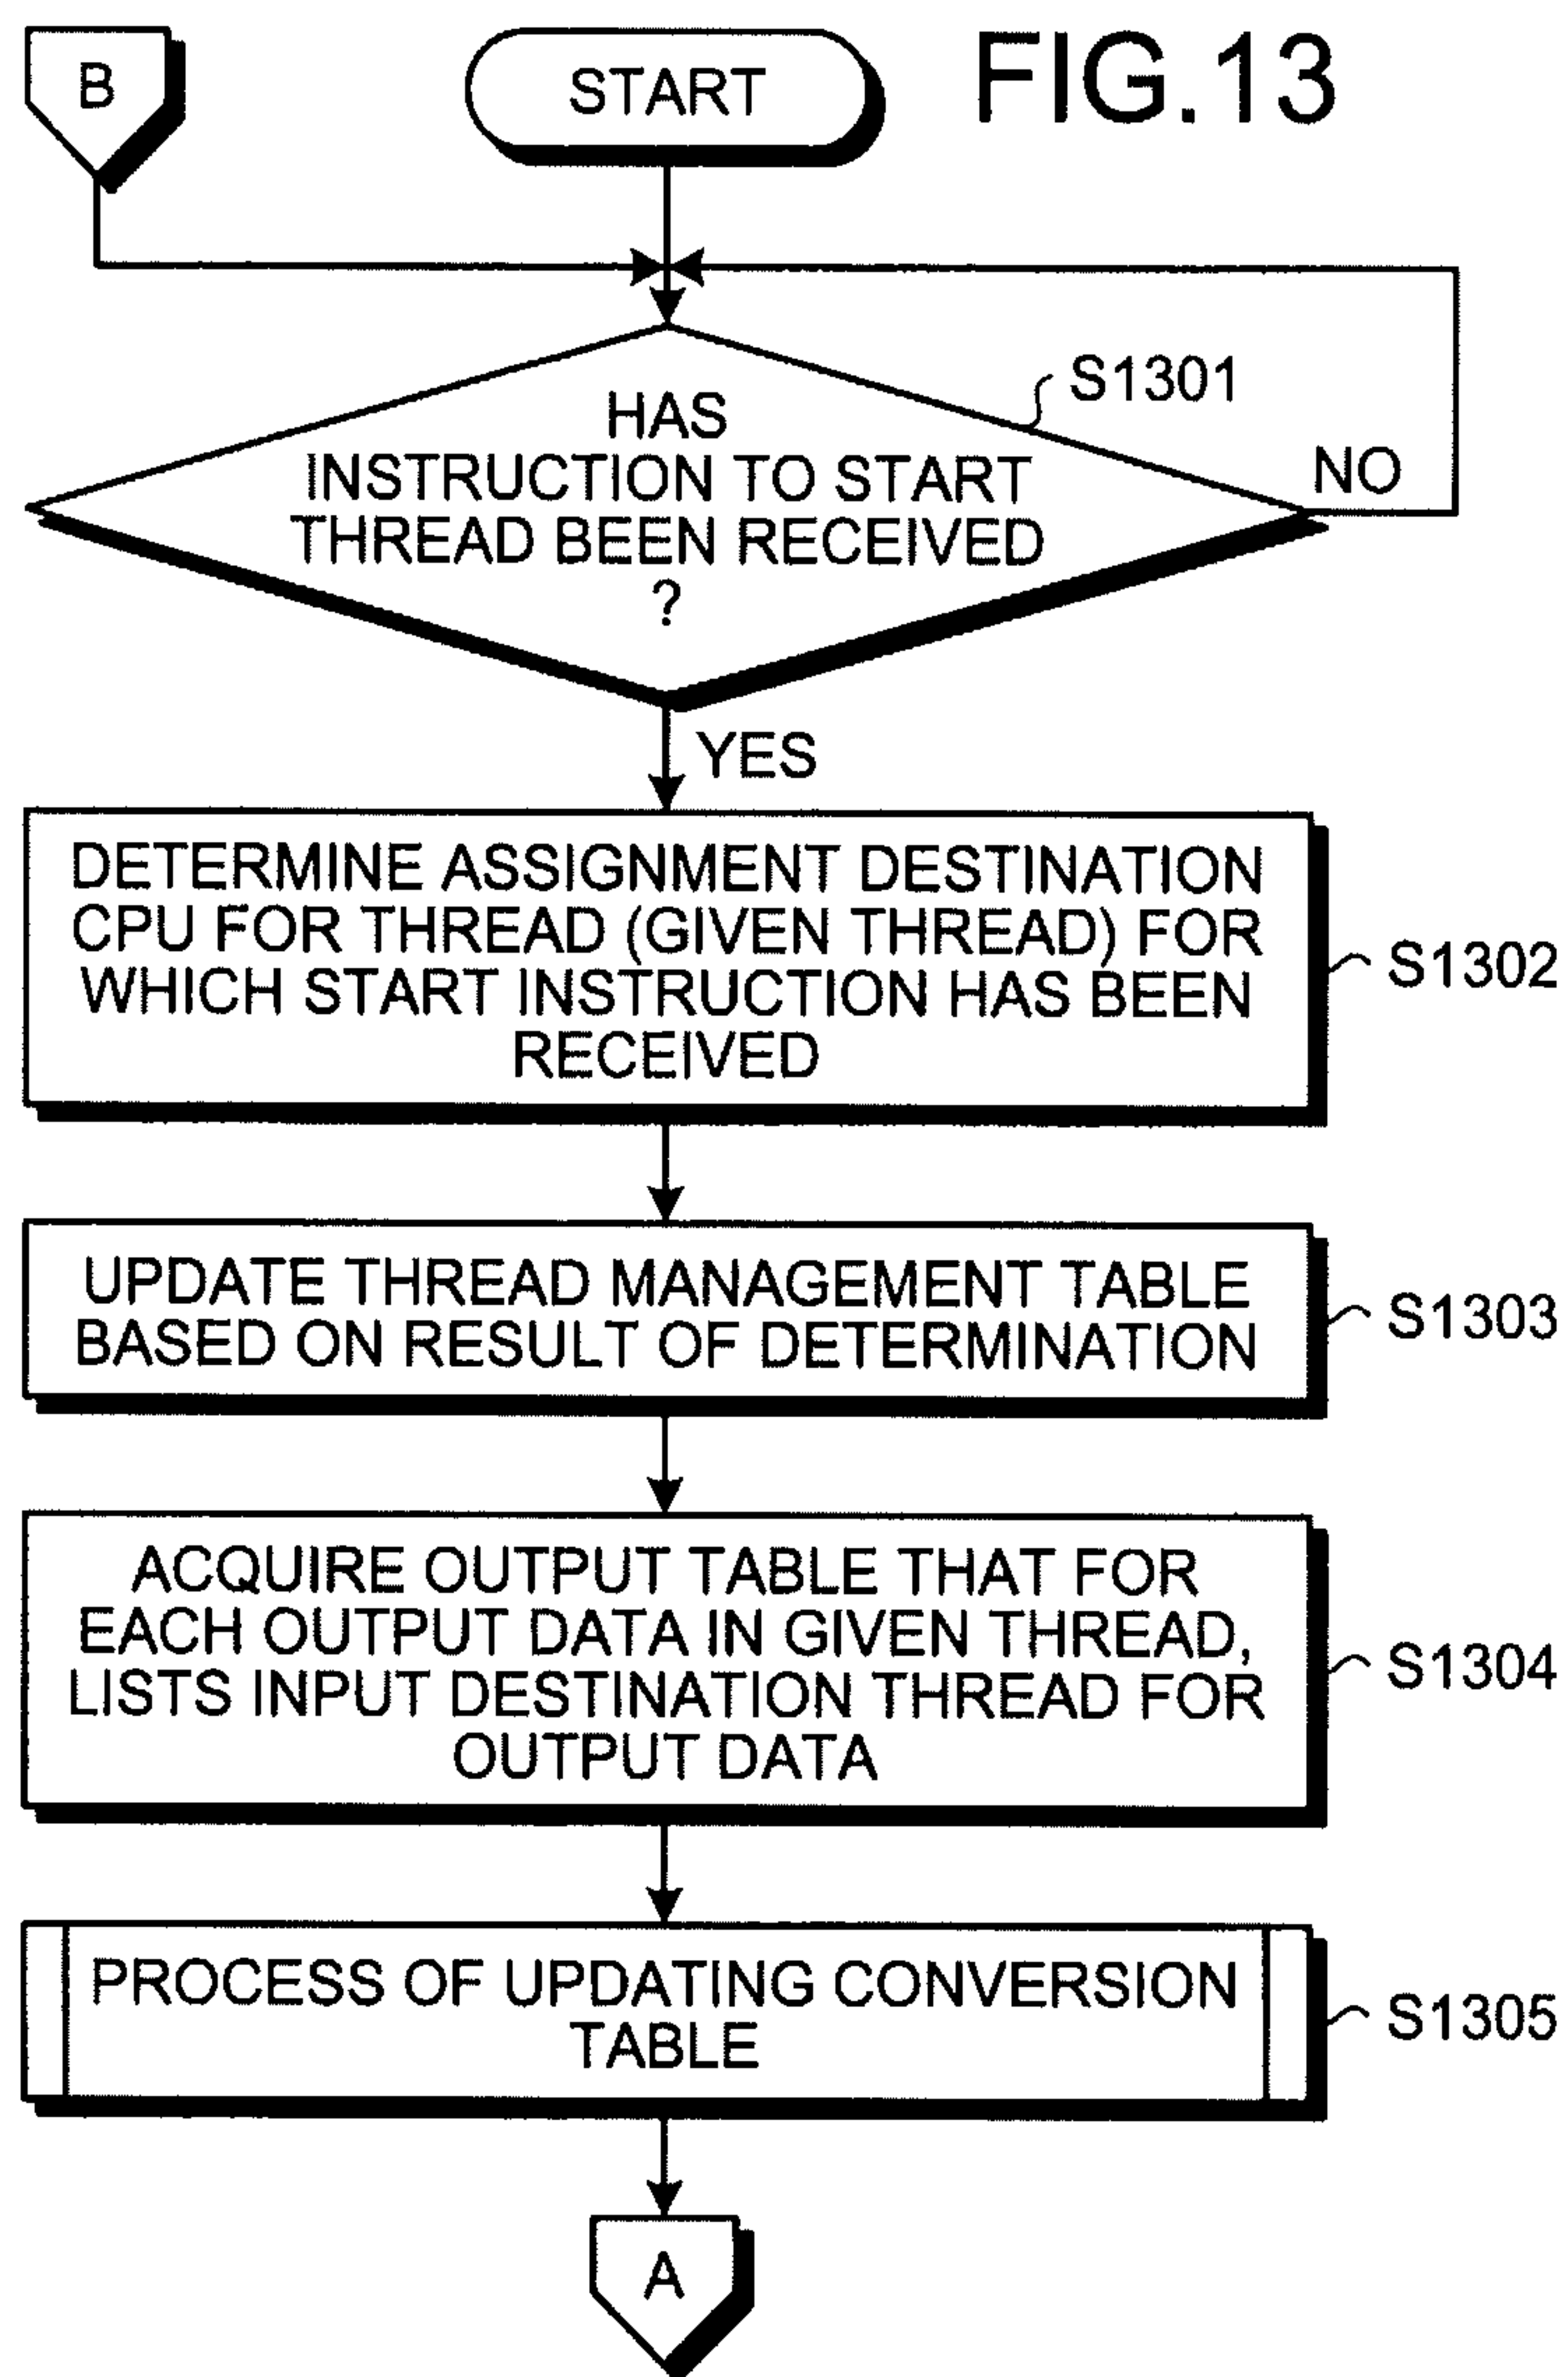 B
START
FIG.13
S1301
HAS
INSTRUCTION TO START
THREAD BEEN RECEIVED
?
NO
YES
DETERMINE ASSIGNMENT DESTINATION
CPU FOR THREAD (GIVEN THREAD) FOR
WHICH START INSTRUCTION HAS BEEN
RECEIVED
S1302
UPDATE THREAD MANAGEMENT TABLE
BASED ON RESULT OF DETERMINATION
S1303
ACQUIRE OUTPUT TABLE THAT FOR
EACH OUTPUT DATA IN GIVEN THREAD,
LISTS INPUT DESTINATION THREAD FOR
OUTPUT DATA
S1304
PROCESS OF UPDATING CONVERSION
TABLE
S1305
A